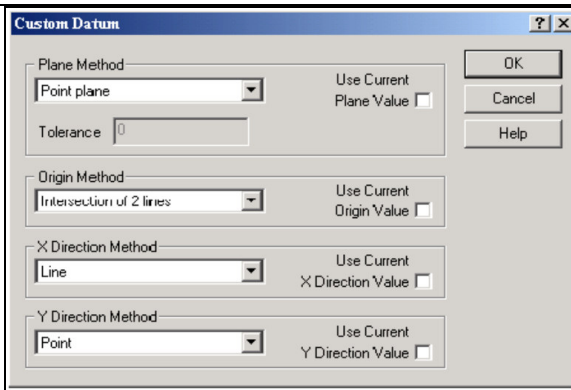 Custom Datum
Plane Method
Point plane
Use Current
Plane Value
Tolerance 0
Origin Method
Intersection of 2 lines
Use Current
Origin Value
X Direction Method
Line
Use Current
X Direction Value
Y Direction Method
Point
Use Current
Y Direction Value
OK
Cancel
Help